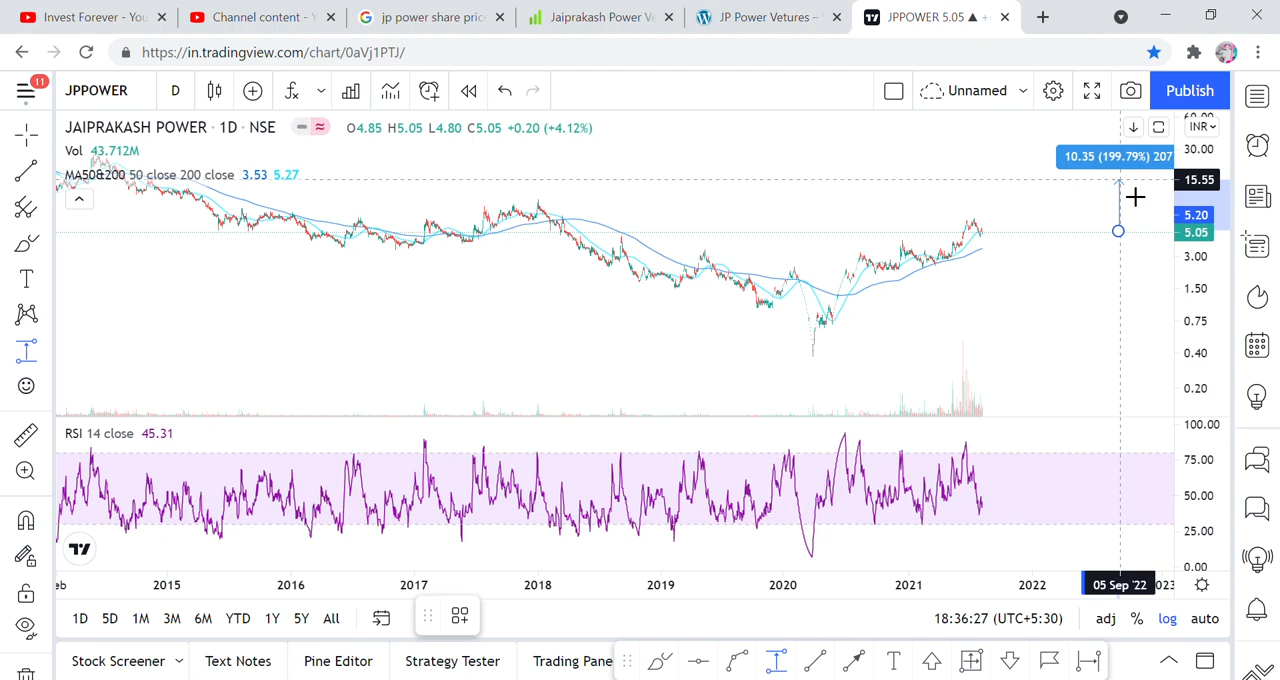 Invest Forever - You
Channel content - Y
jp power share pric
Jaiprakash Power Ve
JP Power Vetures –
JPPOWER 5.05 ▲ +
https://in.tradingview.com/chart/0aVj1PTJ/
11
JPPOWER
D
Unnamed
Publish
JAIPRAKASH POWER · 1D · NSE
O4.85 H5.05 L4.80 C5.05 +0.20 (+4.12%)
INR
Vol 43.712M
MA50&200 50 close 200 close 3.53 5.27
10.35 (199.79%) 207
60.00
30.00
15.55
5.20
5.05
3.00
1.50
0.75
0.40
0.20
RSI 14 close 45.31
100.00
75.00
50.00
25.00
0.00
eb
2015
2016
2017
2018
2019
2020
2021
2022
05 Sep '22
023
1D 5D 1M 3M 6M YTD 1Y 5Y All
18:36:27 (UTC+5:30)
adj % log auto
Stock Screener
Text Notes
Pine Editor
Strategy Tester
Trading Pane